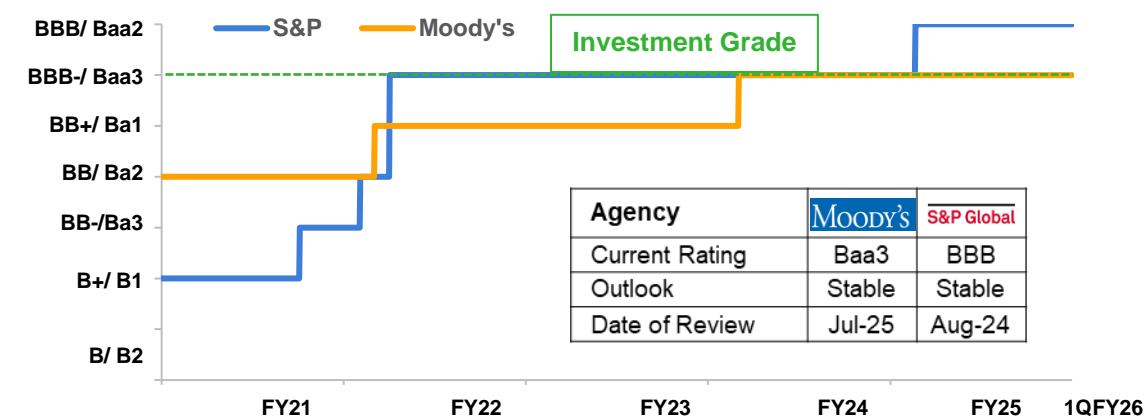 S&P Moody's
Investment Grade
BBB/ Baa2
BBB-/ Baa3
BB+/ Ba1
BB/ Ba2
BB-/Ba3
B+/ B1
B/ B2
Agency MOODY'S S&P Global
Current Rating Baa3 BBB
Outlook Stable Stable
Date of Review Jul-25 Aug-24
FY21 FY22 FY23 FY24 FY25 1QFY26